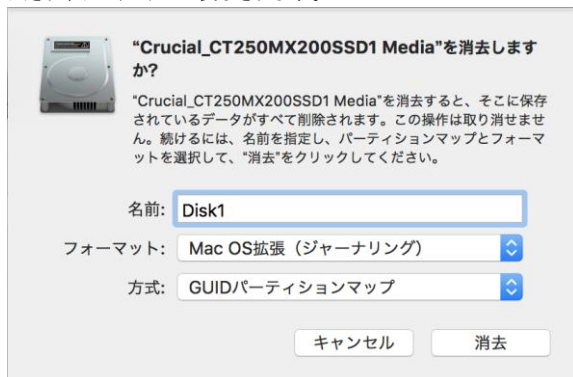 "Crucial_CT250MX200SSD1 Media"を消去します
か?
"Crucial_CT250MX200SSD1 Media"を消去すると、そこに保存
されているデータがすべて削除されます。この操作は取り消せませ
ん。続けるには、名前を指定し、パーティションマップとフォーマ
ットを選択して、"消去"をクリックしてください。
名前: Disk1
フォーマット: Mac OS拡張（ジャーナリング）
方式: GUIDパーティションマップ
キャンセル 消去